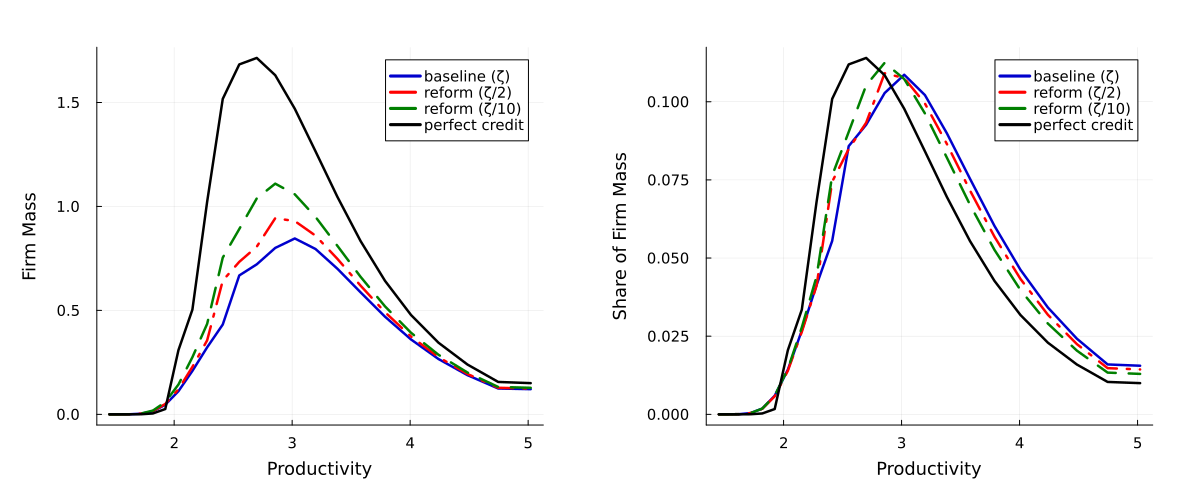 Firm Mass
1.5
1.0
0.5
0.0
2 3 4 5
Productivity
baseline (ζ)
reform (ζ/2)
reform (ζ/10)
perfect credit
Share of Firm Mass
0.100
0.075
0.050
0.025
0.000
2 3 4 5
Productivity
baseline (ζ)
reform (ζ/2)
reform (ζ/10)
perfect credit